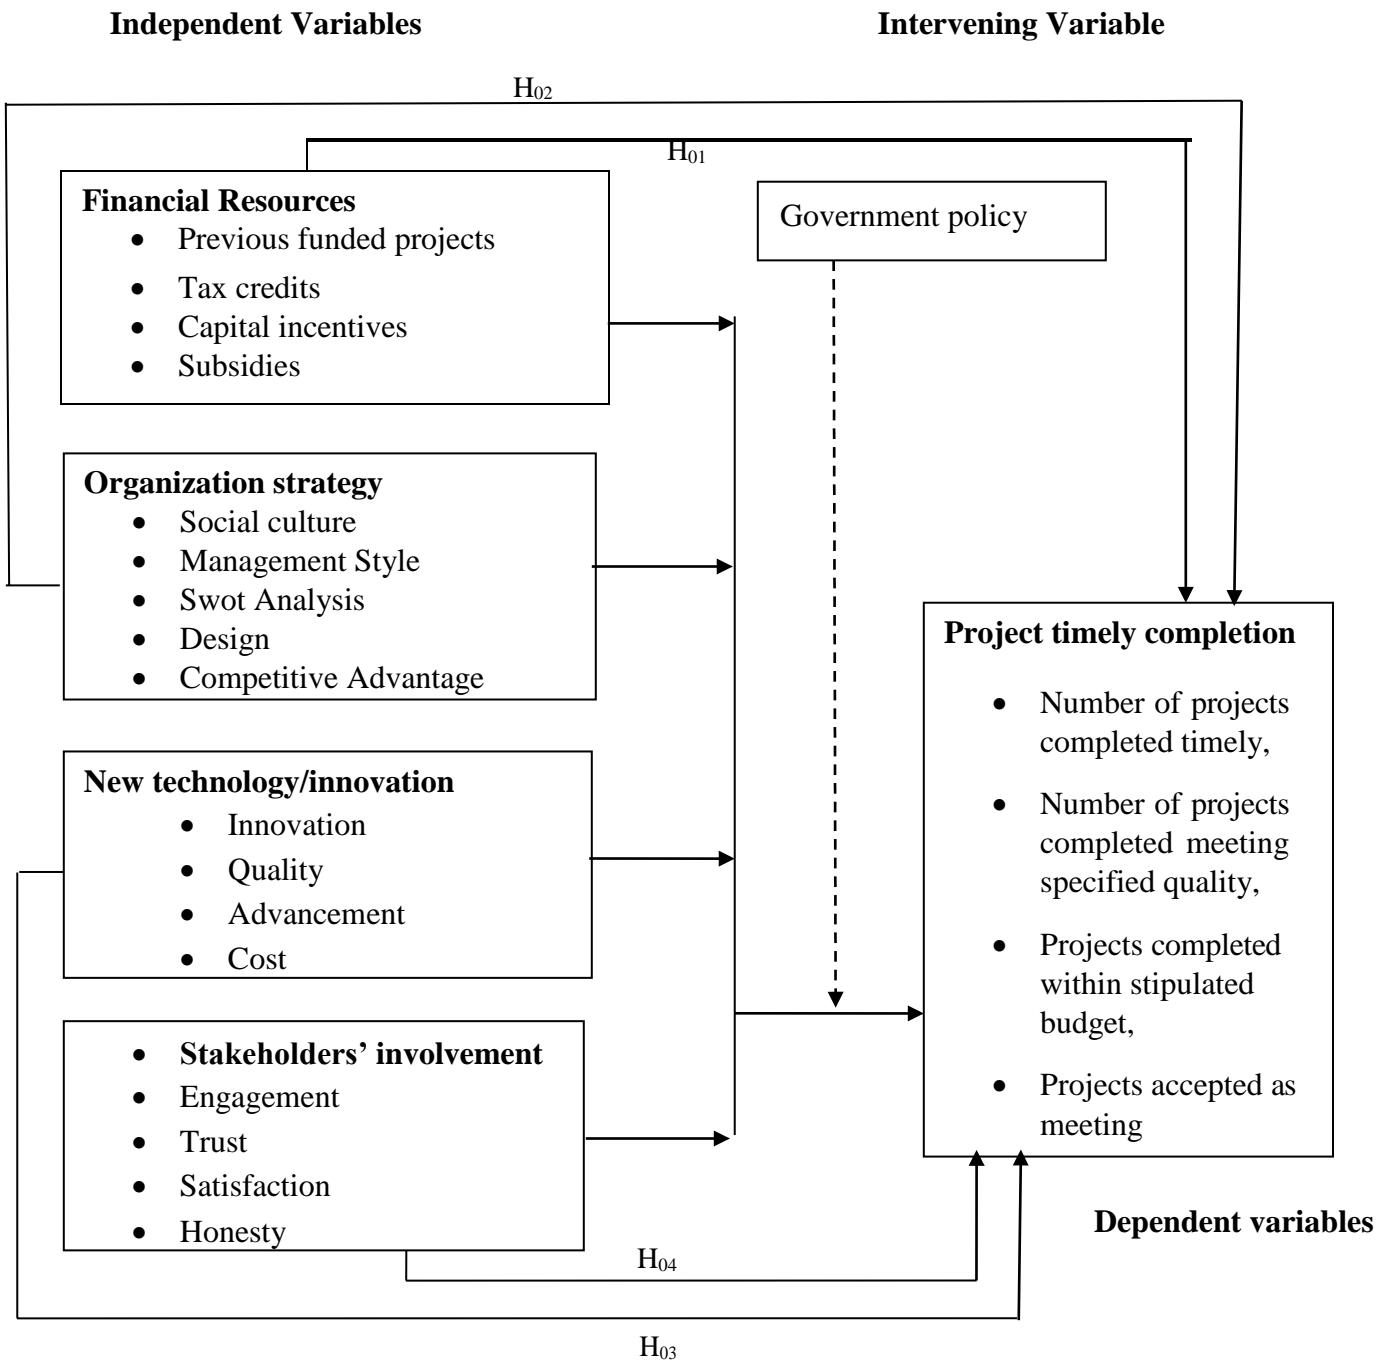 Independent Variables
Intervening Variable
H02
H01
Financial Resources
• Previous funded projects
• Tax credits
• Capital incentives
• Subsidies
Government policy
Organization strategy
• Social culture
• Management Style
• Swot Analysis
• Design
• Competitive Advantage
New technology/innovation
• Innovation
• Quality
• Advancement
• Cost
• Stakeholders’ involvement
• Engagement
• Trust
• Satisfaction
• Honesty
Project timely completion
• Number of projects
completed timely,
• Number of projects
completed meeting
specified quality,
• Projects completed
within stipulated
budget,
• Projects accepted as
meeting
Dependent variables
H04
H03